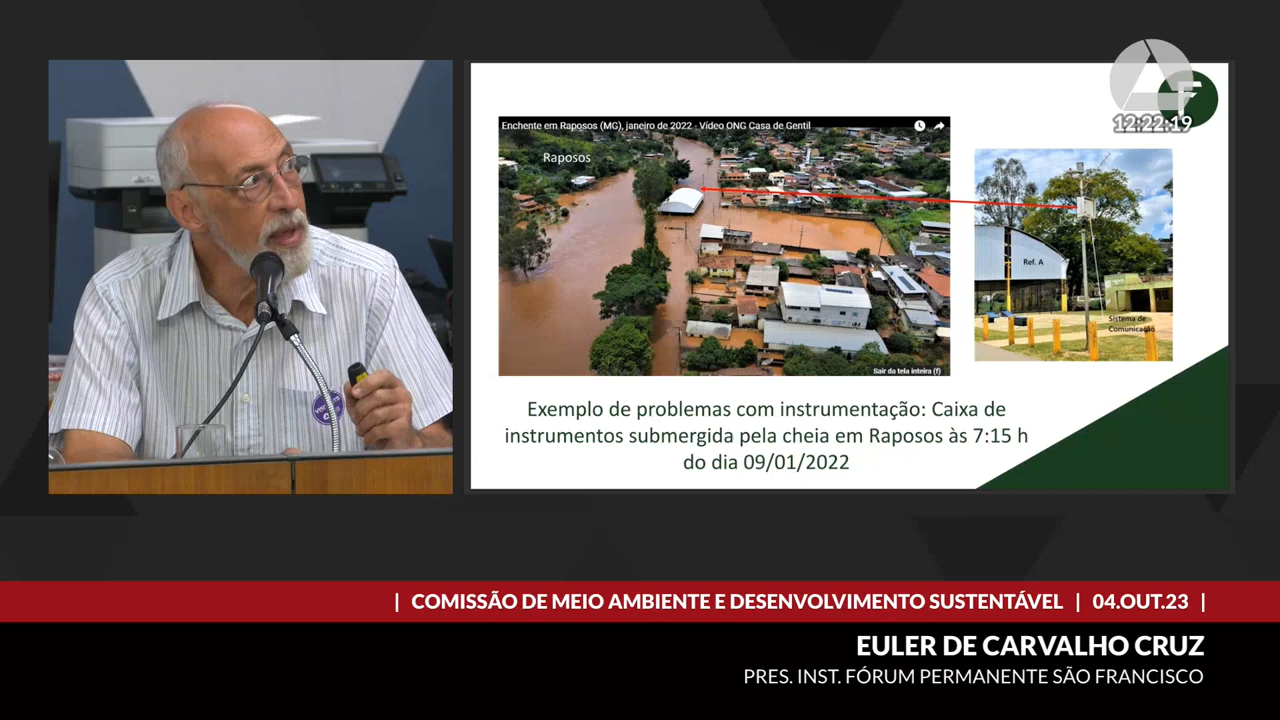 F
12:22:19
Enchente em Raposos (MG), janeiro de 2022 - Vídeo ONG Casa de Gentil
Raposos
Ref. A
Sistema de
Comunicação
Sair da tela inteira (f)
Exemplo de problemas com instrumentação: Caixa de
instrumentos submergida pela cheia em Raposos às 7:15 h
do dia 09/01/2022
| COMISSÃO DE MEIO AMBIENTE E DESENVOLVIMENTO SUSTENTÁVEL | 04.OUT.23 |
EULER DE CARVALHO CRUZ
PRES. INST. FÓRUM PERMANENTE SÃO FRANCISCO